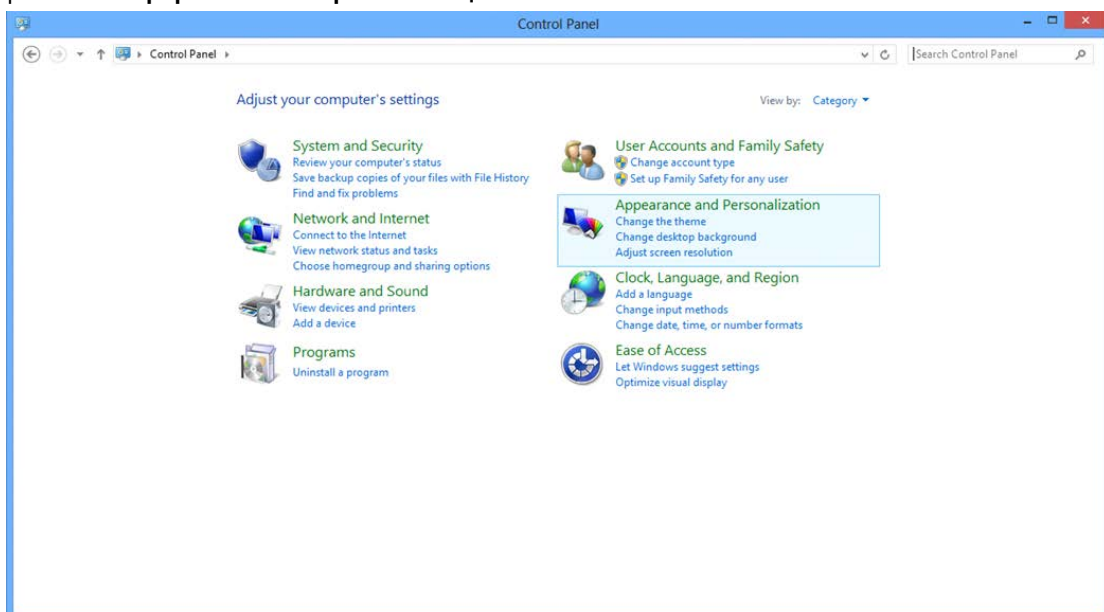 Control Panel
Control Panel
Search Control Panel
Adjust your computer's settings
View by: Category
System and Security
Review your computer's status
Save backup copies of your files with File History
Find and fix problems
Network and Internet
Connect to the Internet
View network status and tasks
Choose homegroup and sharing options
Hardware and Sound
View devices and printers
Add a device
Programs
Uninstall a program
User Accounts and Family Safety
Change account type
Set up Family Safety for any user
Appearance and Personalization
Change the theme
Change desktop background
Adjust screen resolution
Clock, Language, and Region
Add a language
Change input methods
Change date, time, or number formats
Ease of Access
Let Windows suggest settings
Optimize visual display